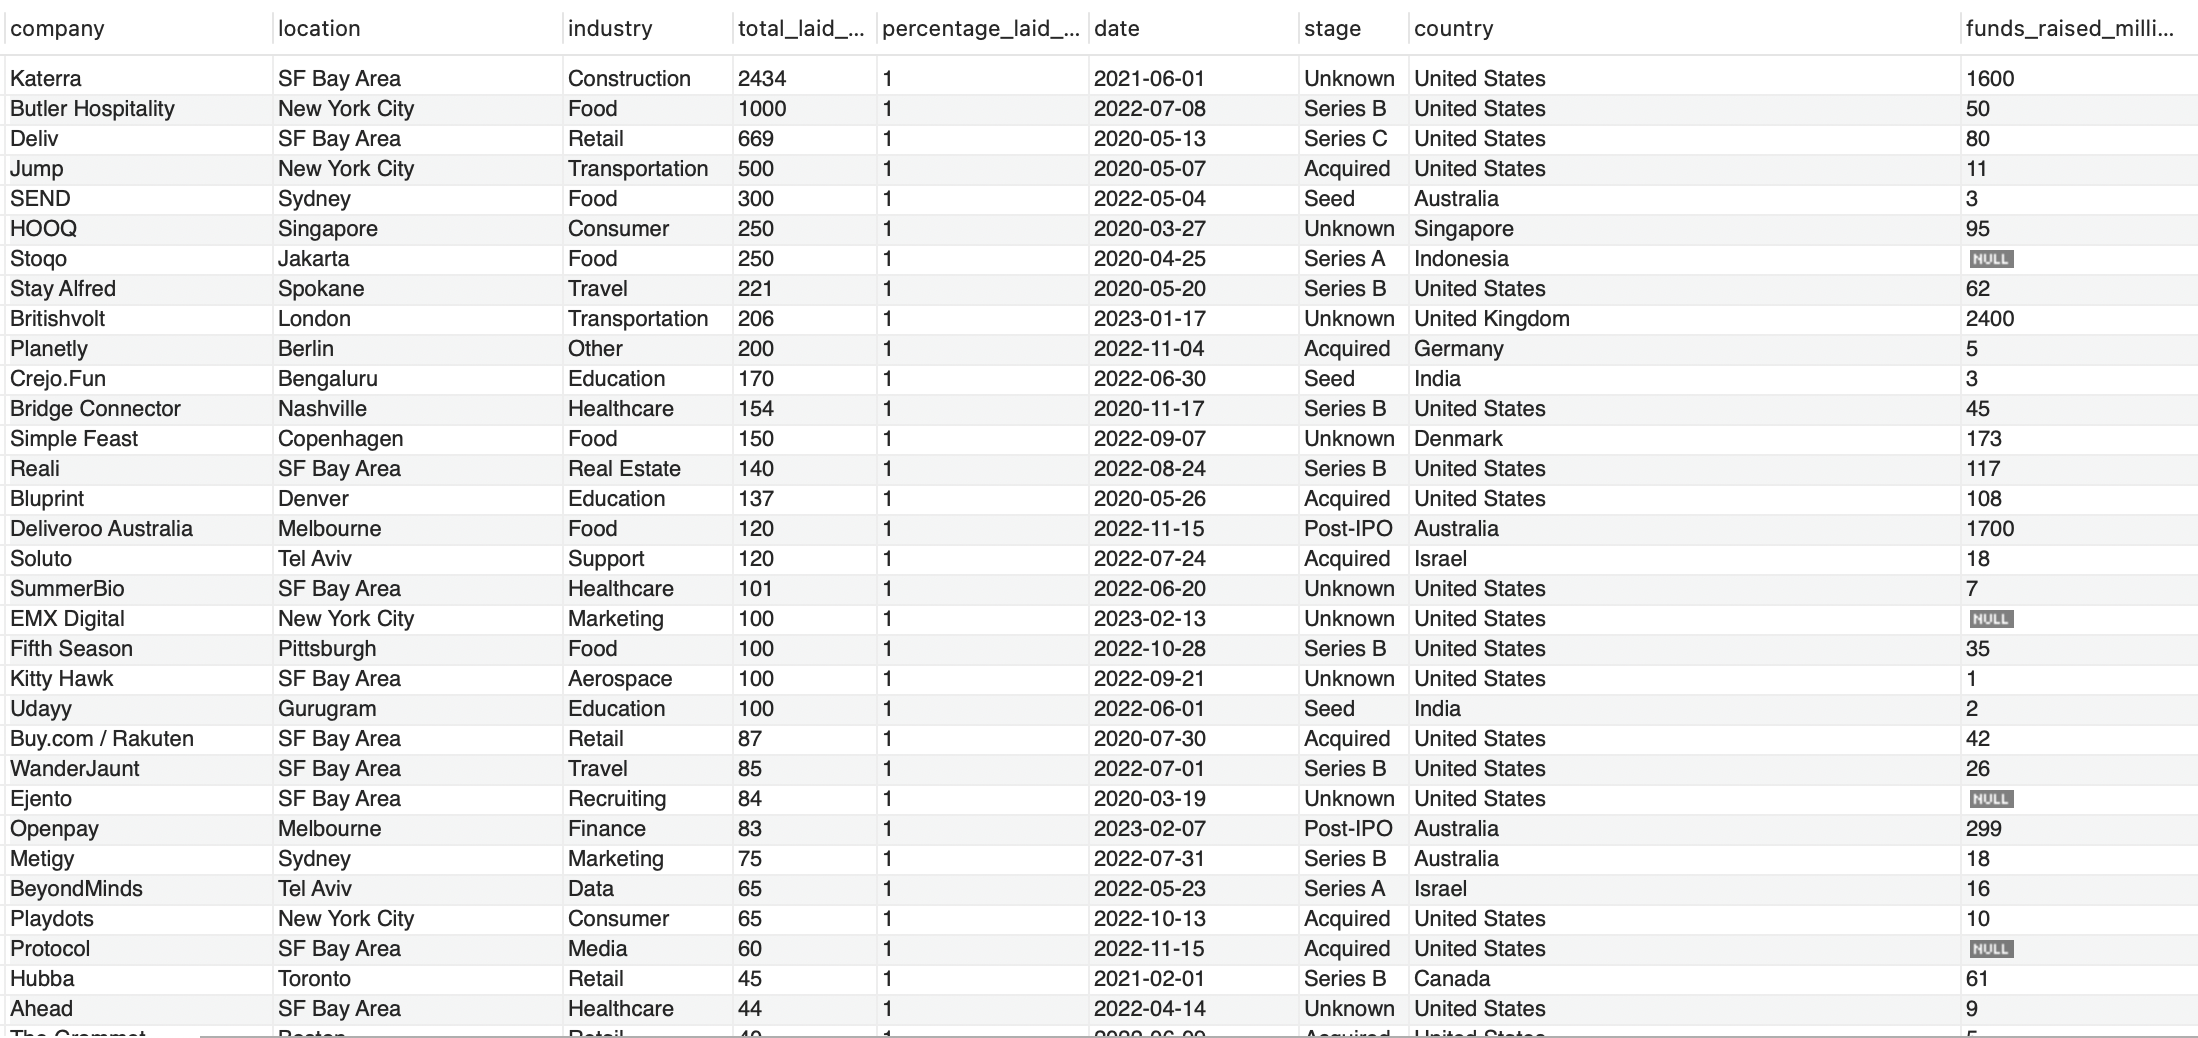 company location industry total_laid_... percentage_laid_... date stage country funds_raised_milli...
Katerra SF Bay Area Construction 2434 1 2021-06-01 Unknown United States 1600
Butler Hospitality New York City Food 1000 1 2022-07-08 Series B United States 50
Deliv SF Bay Area Retail 669 1 2020-05-13 Series C United States 80
Jump New York City Transportation 500 1 2020-05-07 Acquired United States 11
SEND Sydney Food 300 1 2022-05-04 Seed Australia 3
HOOQ Singapore Consumer 250 1 2020-03-27 Unknown Singapore 95
Stoqo Jakarta Food 250 1 2020-04-25 Series A Indonesia NULL
Stay Alfred Spokane Travel 221 1 2020-05-20 Series B United States 62
Britishvolt London Transportation 206 1 2023-01-17 Unknown United Kingdom 2400
Planetly Berlin Other 200 1 2022-11-04 Acquired Germany 5
Crejo.Fun Bengaluru Education 170 1 2022-06-30 Seed India 3
Bridge Connector Nashville Healthcare 154 1 2020-11-17 Series B United States 45
Simple Feast Copenhagen Food 150 1 2022-09-07 Unknown Denmark 173
Reali SF Bay Area Real Estate 140 1 2022-08-24 Series B United States 117
Bluprint Denver Education 137 1 2020-05-26 Acquired United States 108
Deliveroo Australia Melbourne Food 120 1 2022-11-15 Post-IPO Australia 1700
Soluto Tel Aviv Support 120 1 2022-07-24 Acquired Israel 18
SummerBio SF Bay Area Healthcare 101 1 2022-06-20 Unknown United States 7
EMX Digital New York City Marketing 100 1 2023-02-13 Unknown United States NULL
Fifth Season Pittsburgh Food 100 1 2022-10-28 Series B United States 35
Kitty Hawk SF Bay Area Aerospace 100 1 2022-09-21 Unknown United States 1
Udayy Gurugram Education 100 1 2022-06-01 Seed India 2
Buy.com / Rakuten SF Bay Area Retail 87 1 2020-07-30 Acquired United States 42
WanderJaunt SF Bay Area Travel 85 1 2022-07-01 Series B United States 26
Ejento SF Bay Area Recruiting 84 1 2020-03-19 Unknown United States NULL
Openpay Melbourne Finance 83 1 2023-02-07 Post-IPO Australia 299
Metigy Sydney Marketing 75 1 2022-07-31 Series B Australia 18
BeyondMinds Tel Aviv Data 65 1 2022-05-23 Series A Israel 16
Playdots New York City Consumer 65 1 2022-10-13 Acquired United States 10
Protocol SF Bay Area Media 60 1 2022-11-15 Acquired United States NULL
Hubba Toronto Retail 45 1 2021-02-01 Series B Canada 61
Ahead SF Bay Area Healthcare 44 1 2022-04-14 Unknown United States 9